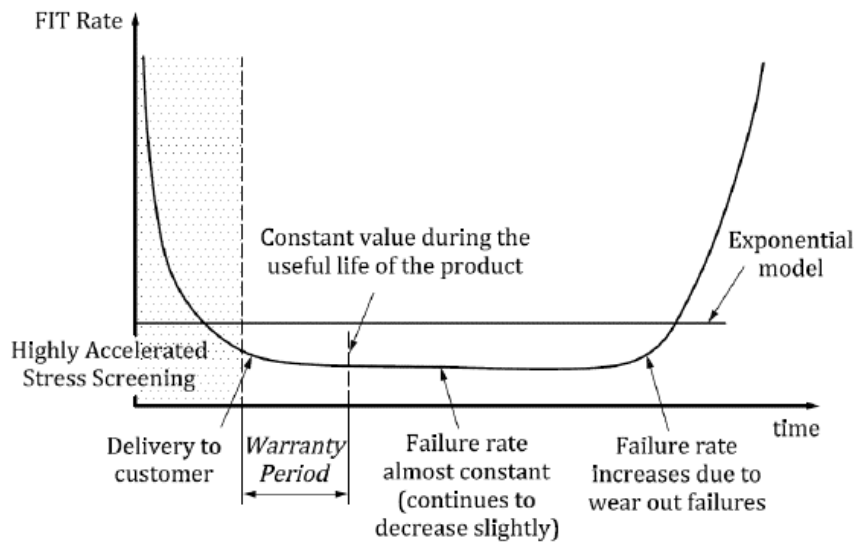 FIT Rate
Constant value during the
useful life of the product
Exponential
model
Highly Accelerated
Stress Screening
time
Delivery to
customer
Warranty
Period
Failure rate
almost constant
(continues to
decrease slightly)
Failure rate
increases due to
wear out failures